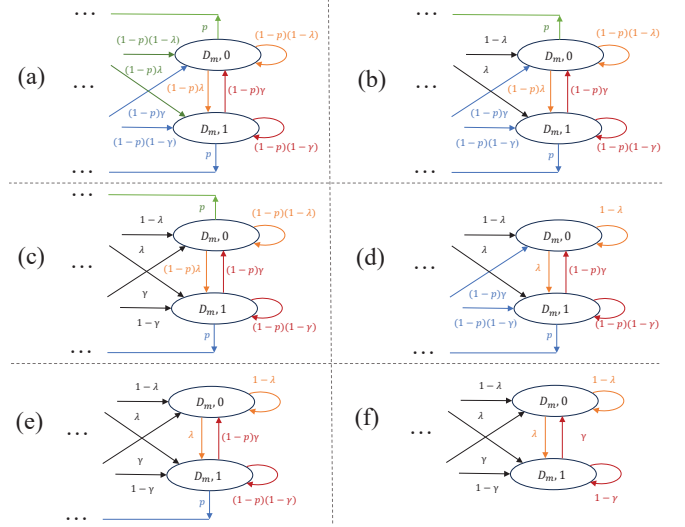 ...
p
(1−p)(1−λ)
(1−p)(1−λ)
D_m, 0
(a)
(1−p)λ
...
(1−p)λ
(1−p)γ
(1−p)γ
D_m, 1
(1−p)(1−γ)
(1−p)(1−γ)
p
...
...
p
1−λ
(1−p)(1−λ)
D_m, 0
(b)
λ
...
(1−p)λ
(1−p)γ
(1−p)γ
D_m, 1
(1−p)(1−γ)
(1−p)(1−γ)
p
...
...
p
1−λ
(1−p)(1−λ)
D_m, 0
(c)
λ
...
(1−p)λ
(1−p)γ
γ
D_m, 1
1−γ
(1−p)(1−γ)
p
...
1−λ
1−λ
D_m, 0
(d)
λ
...
λ
(1−p)γ
(1−p)γ
D_m, 1
(1−p)(1−γ)
(1−p)(1−γ)
p
...
1−λ
1−λ
D_m, 0
(e)
λ
...
λ
(1−p)γ
γ
D_m, 1
1−γ
(1−p)(1−γ)
p
...
1−λ
1−λ
D_m, 0
(f)
λ
...
λ
γ
γ
D_m, 1
1−γ
1−γ